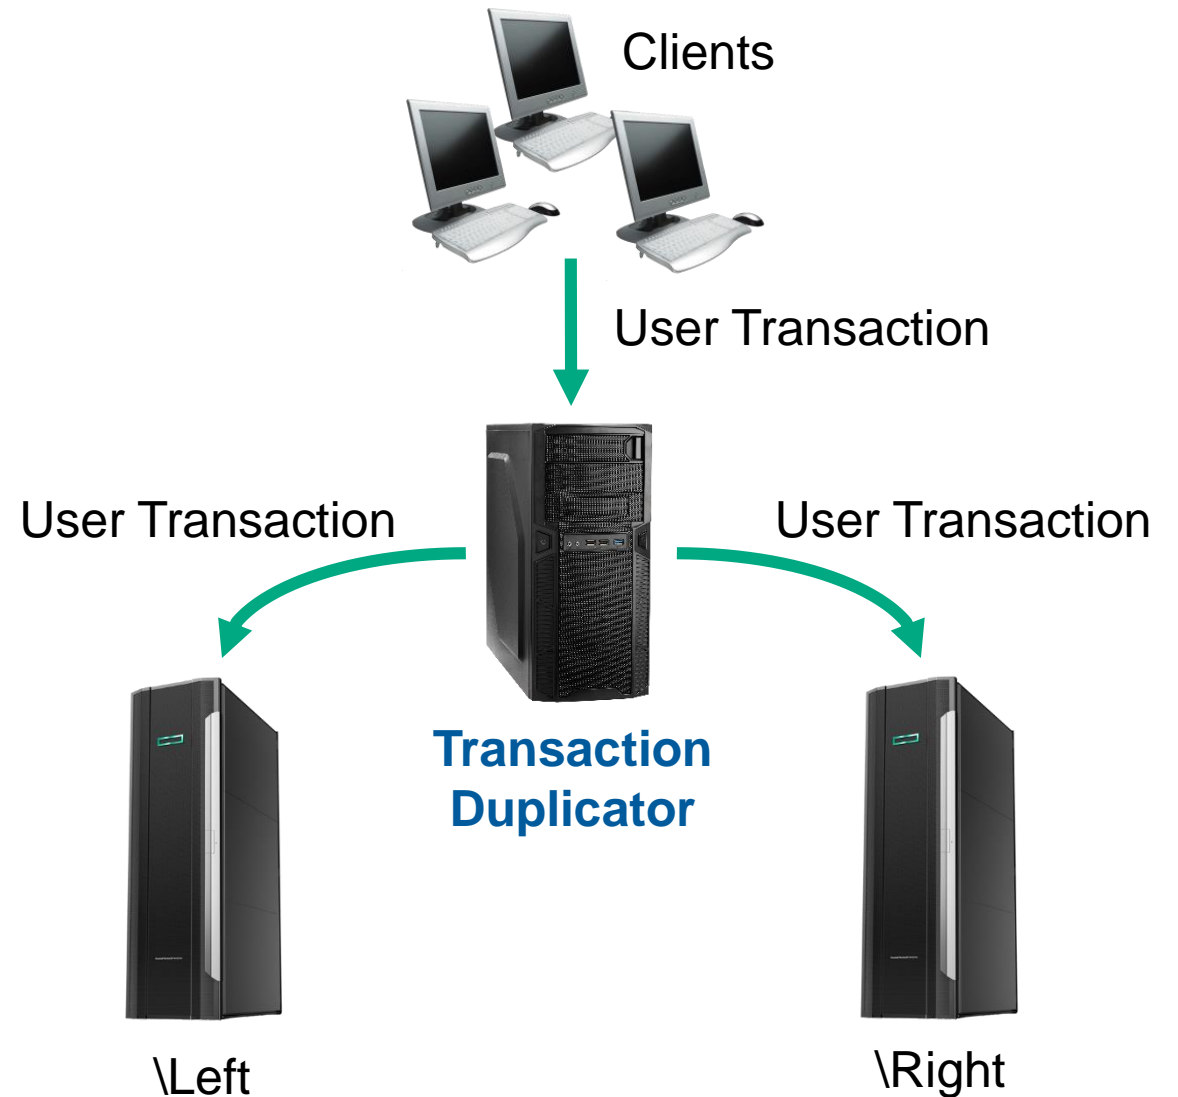 Clients
User Transaction
User Transaction
User Transaction
Transaction
Duplicator
\Left
\Right